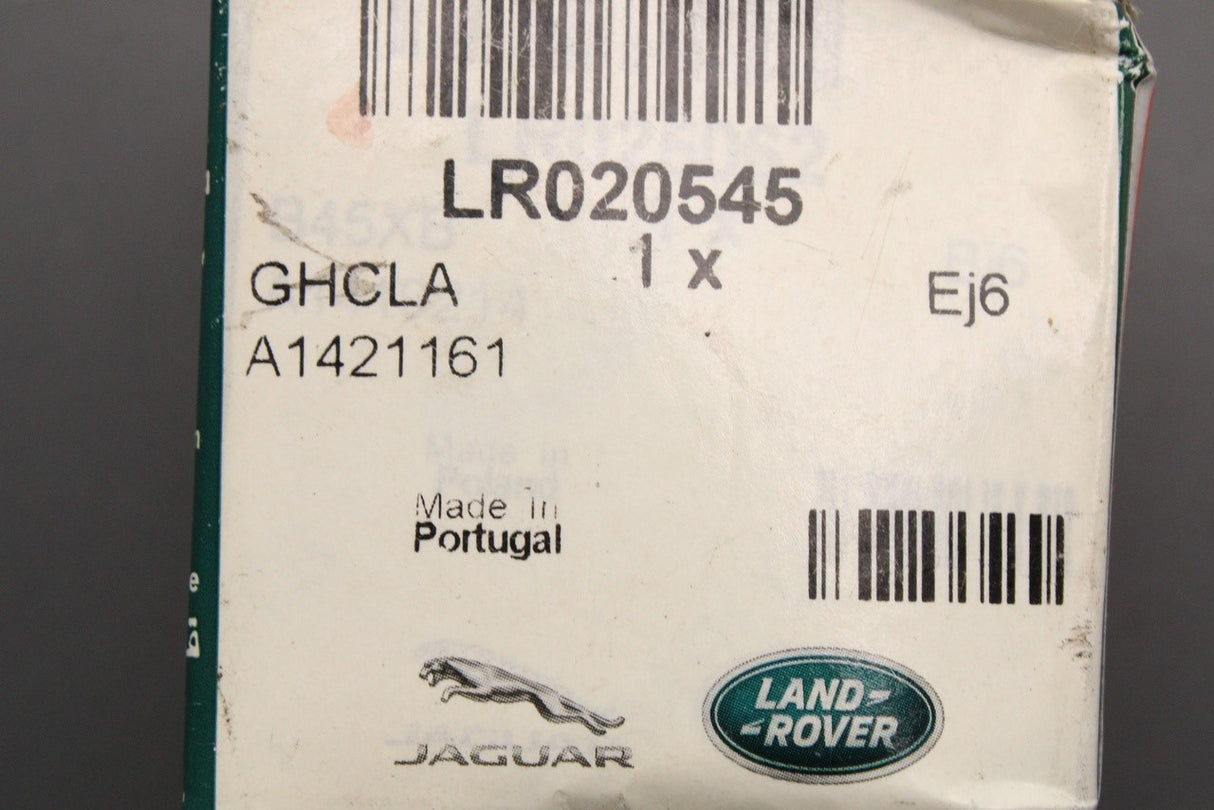 LR020545
1 x
GHCLA
Ej6
A1421161
Made in
Portugal
JAGUAR
LAND
ROVER